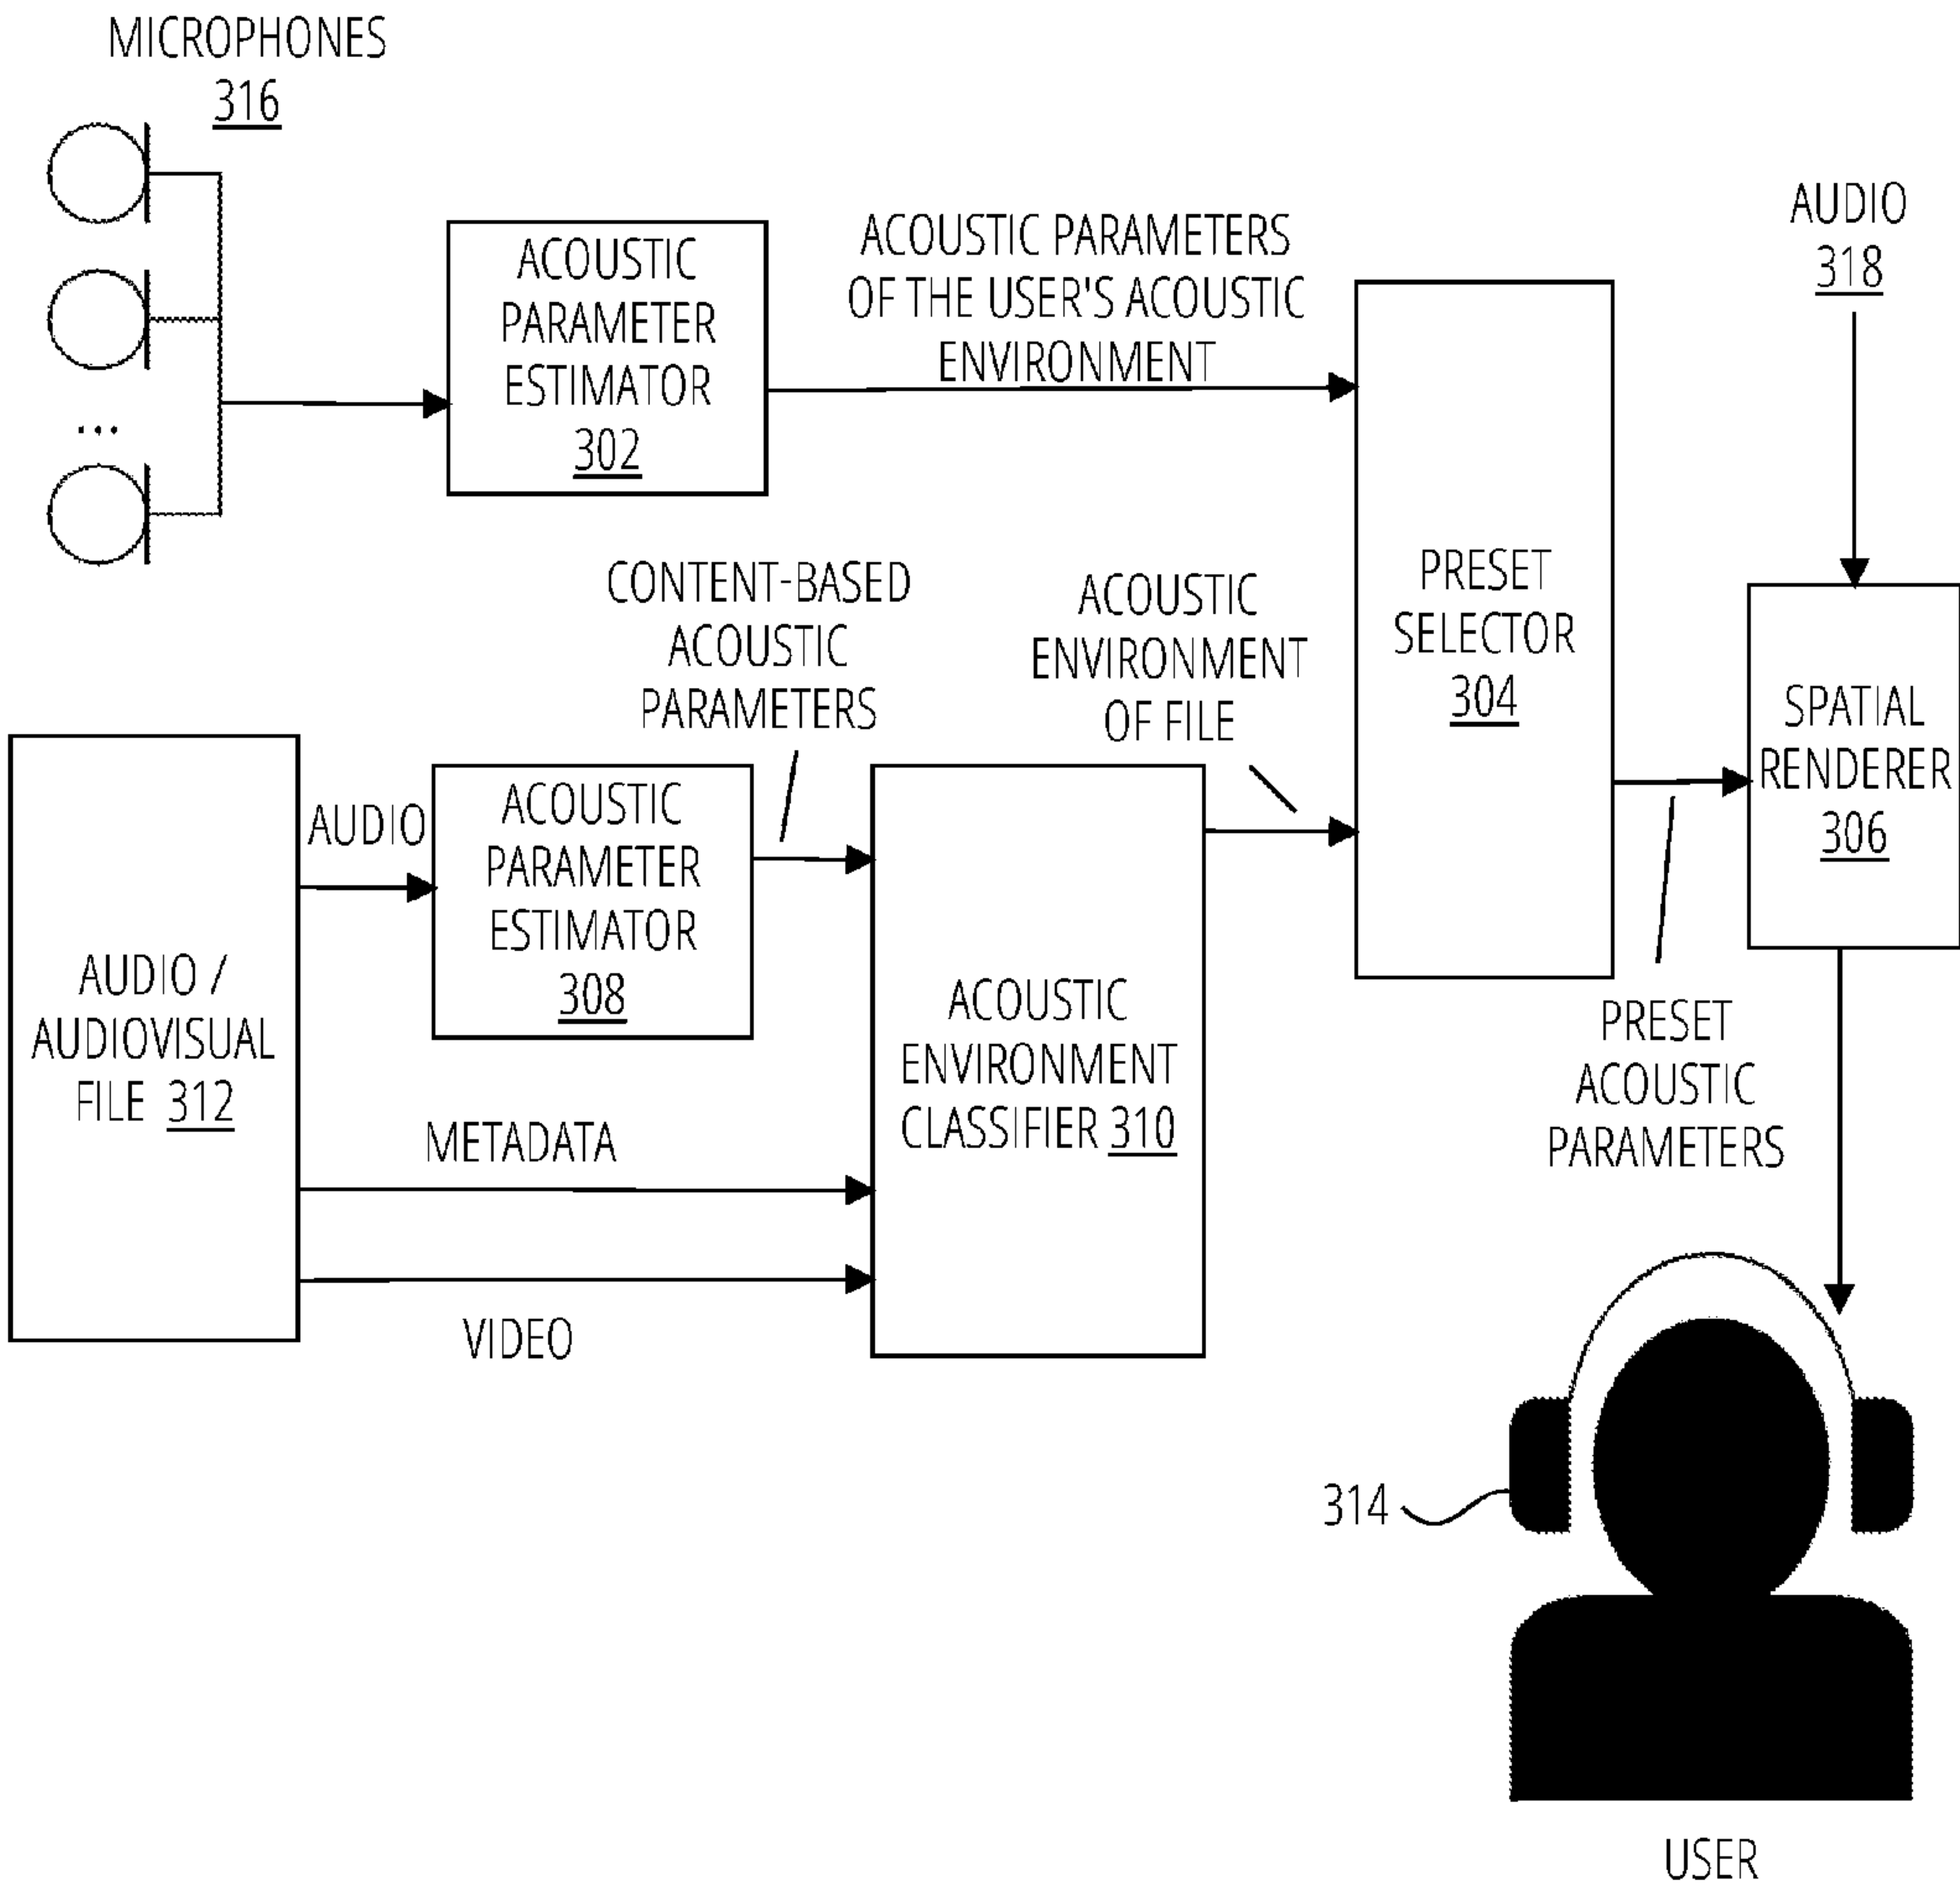 MICROPHONES
316
AUDIO
318
ACOUSTIC
PARAMETER
ESTIMATOR
302
ACOUSTIC PARAMETERS
OF THE USER'S ACOUSTIC
ENVIRONMENT
...
PRESET
SELECTOR
304
CONTENT-BASED
ACOUSTIC
PARAMETERS
ACOUSTIC
ENVIRONMENT
OF FILE
SPATIAL
RENDERER
306
AUDIO
ACOUSTIC
PARAMETER
ESTIMATOR
308
AUDIO /
AUDIOVISUAL
FILE 312
ACOUSTIC
ENVIRONMENT
CLASSIFIER 310
PRESET
ACOUSTIC
PARAMETERS
METADATA
VIDEO
314
USER